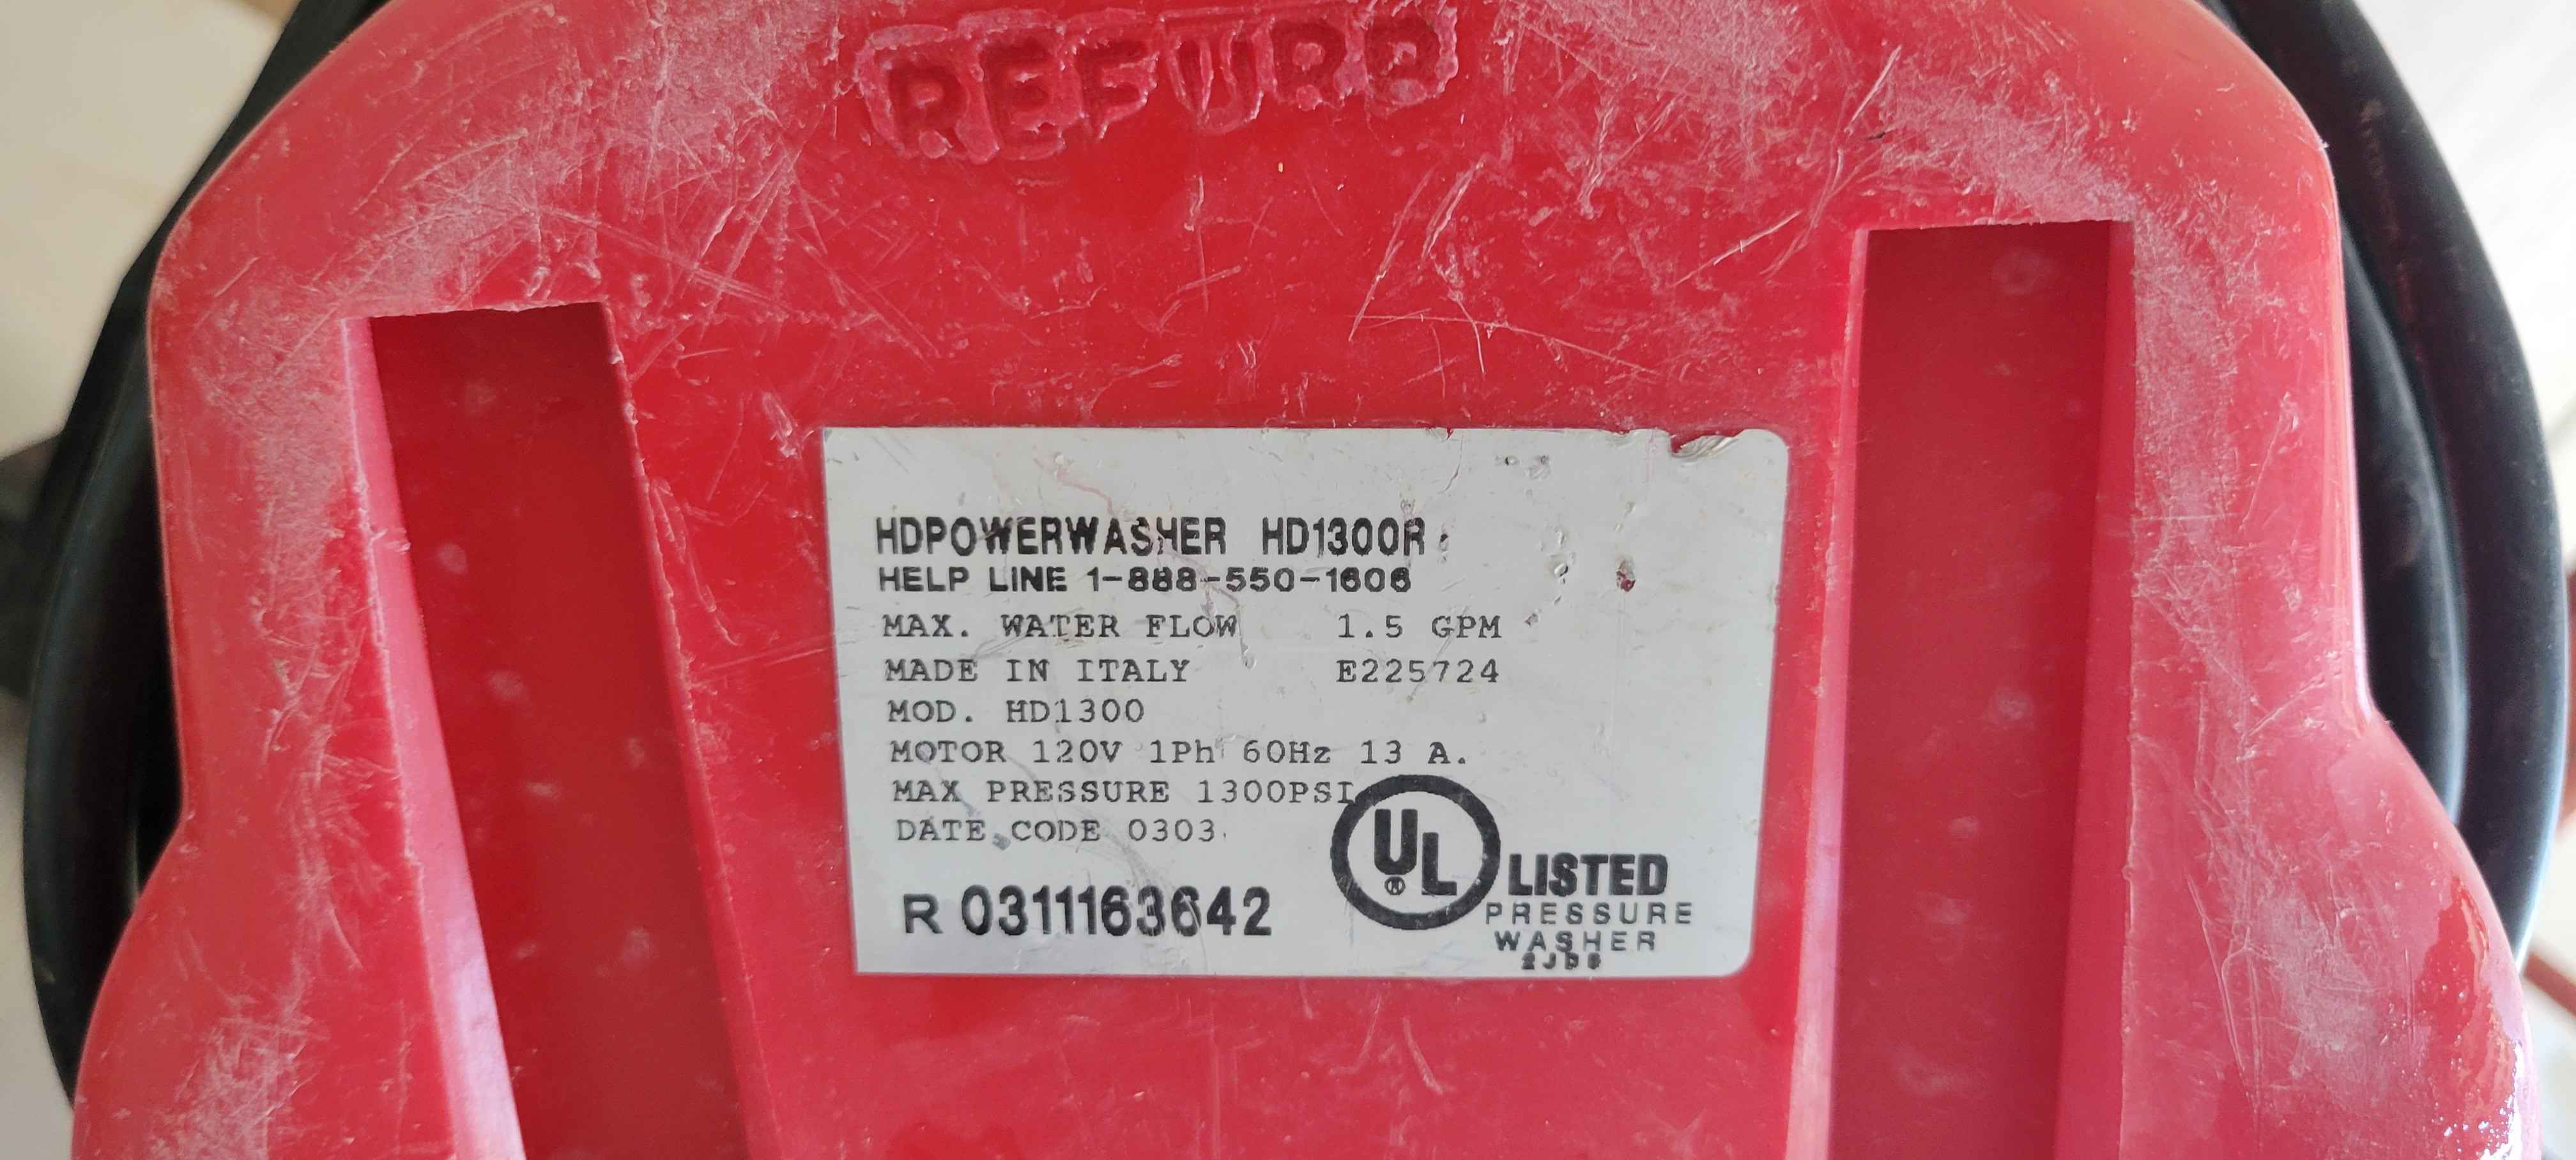 REFURB
HDPOWERWASHER HD1300R
HELP LINE 1-888-550-1606
MAX. WATER FLOW 1.5 GPM
MADE IN ITALY E225724
MOD. HD1300
MOTOR 120V 1Ph 60Hz 13 A.
MAX PRESSURE 1300PSI
DATE CODE 0303
R 0311163642
UL®
LISTED
PRESSURE
WASHER